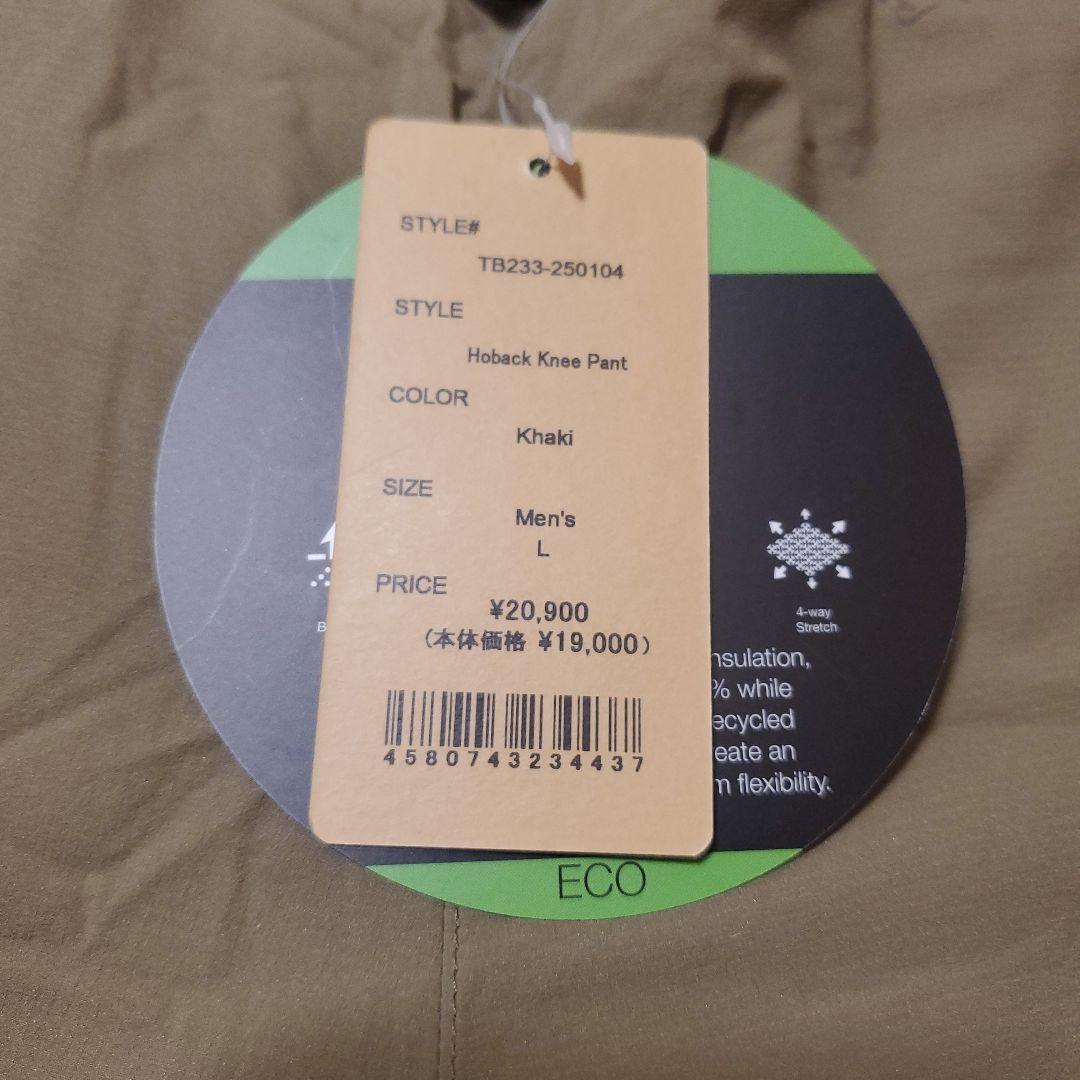 STYLE#
TB233-250104
STYLE
Hoback Knee Pant
COLOR
Khaki
SIZE
Men's
L
PRICE
¥20,900
(本体価格 ¥19,000)
4580743234437
4-way
Stretch
nsulation,
% while
ecycled
reate an
m flexibility.
ECO